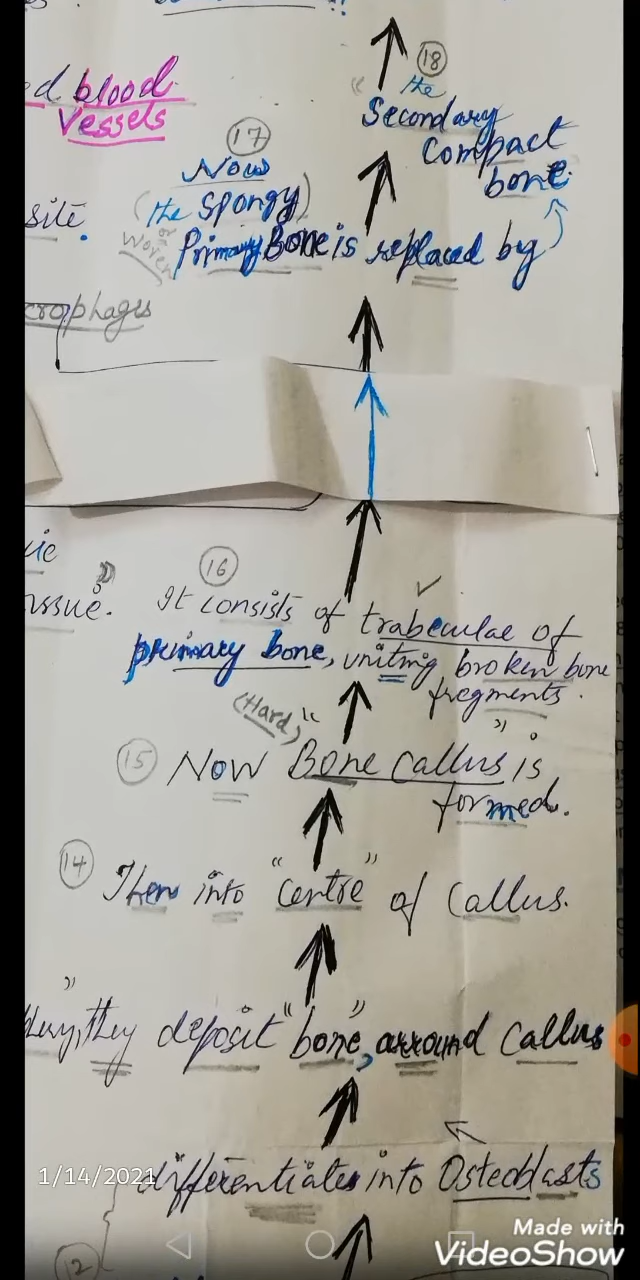 18
the
d blood
Vessels
Secondary
compact
bone
17
Now
(the spongy)
site.
or
Woven
Primary Bone is replaced by
crophages
16
issue.
It consists of trabeculae of
primary bone, uniting broken bone
fregments.
(Hard)
15 Now "Bone callus" is
formed.
14 Then into "centre" of Callus.
they deposit "bone", arround callus
differentiates into Osteoblasts
1/14/2021
12
Made with
VideoShow